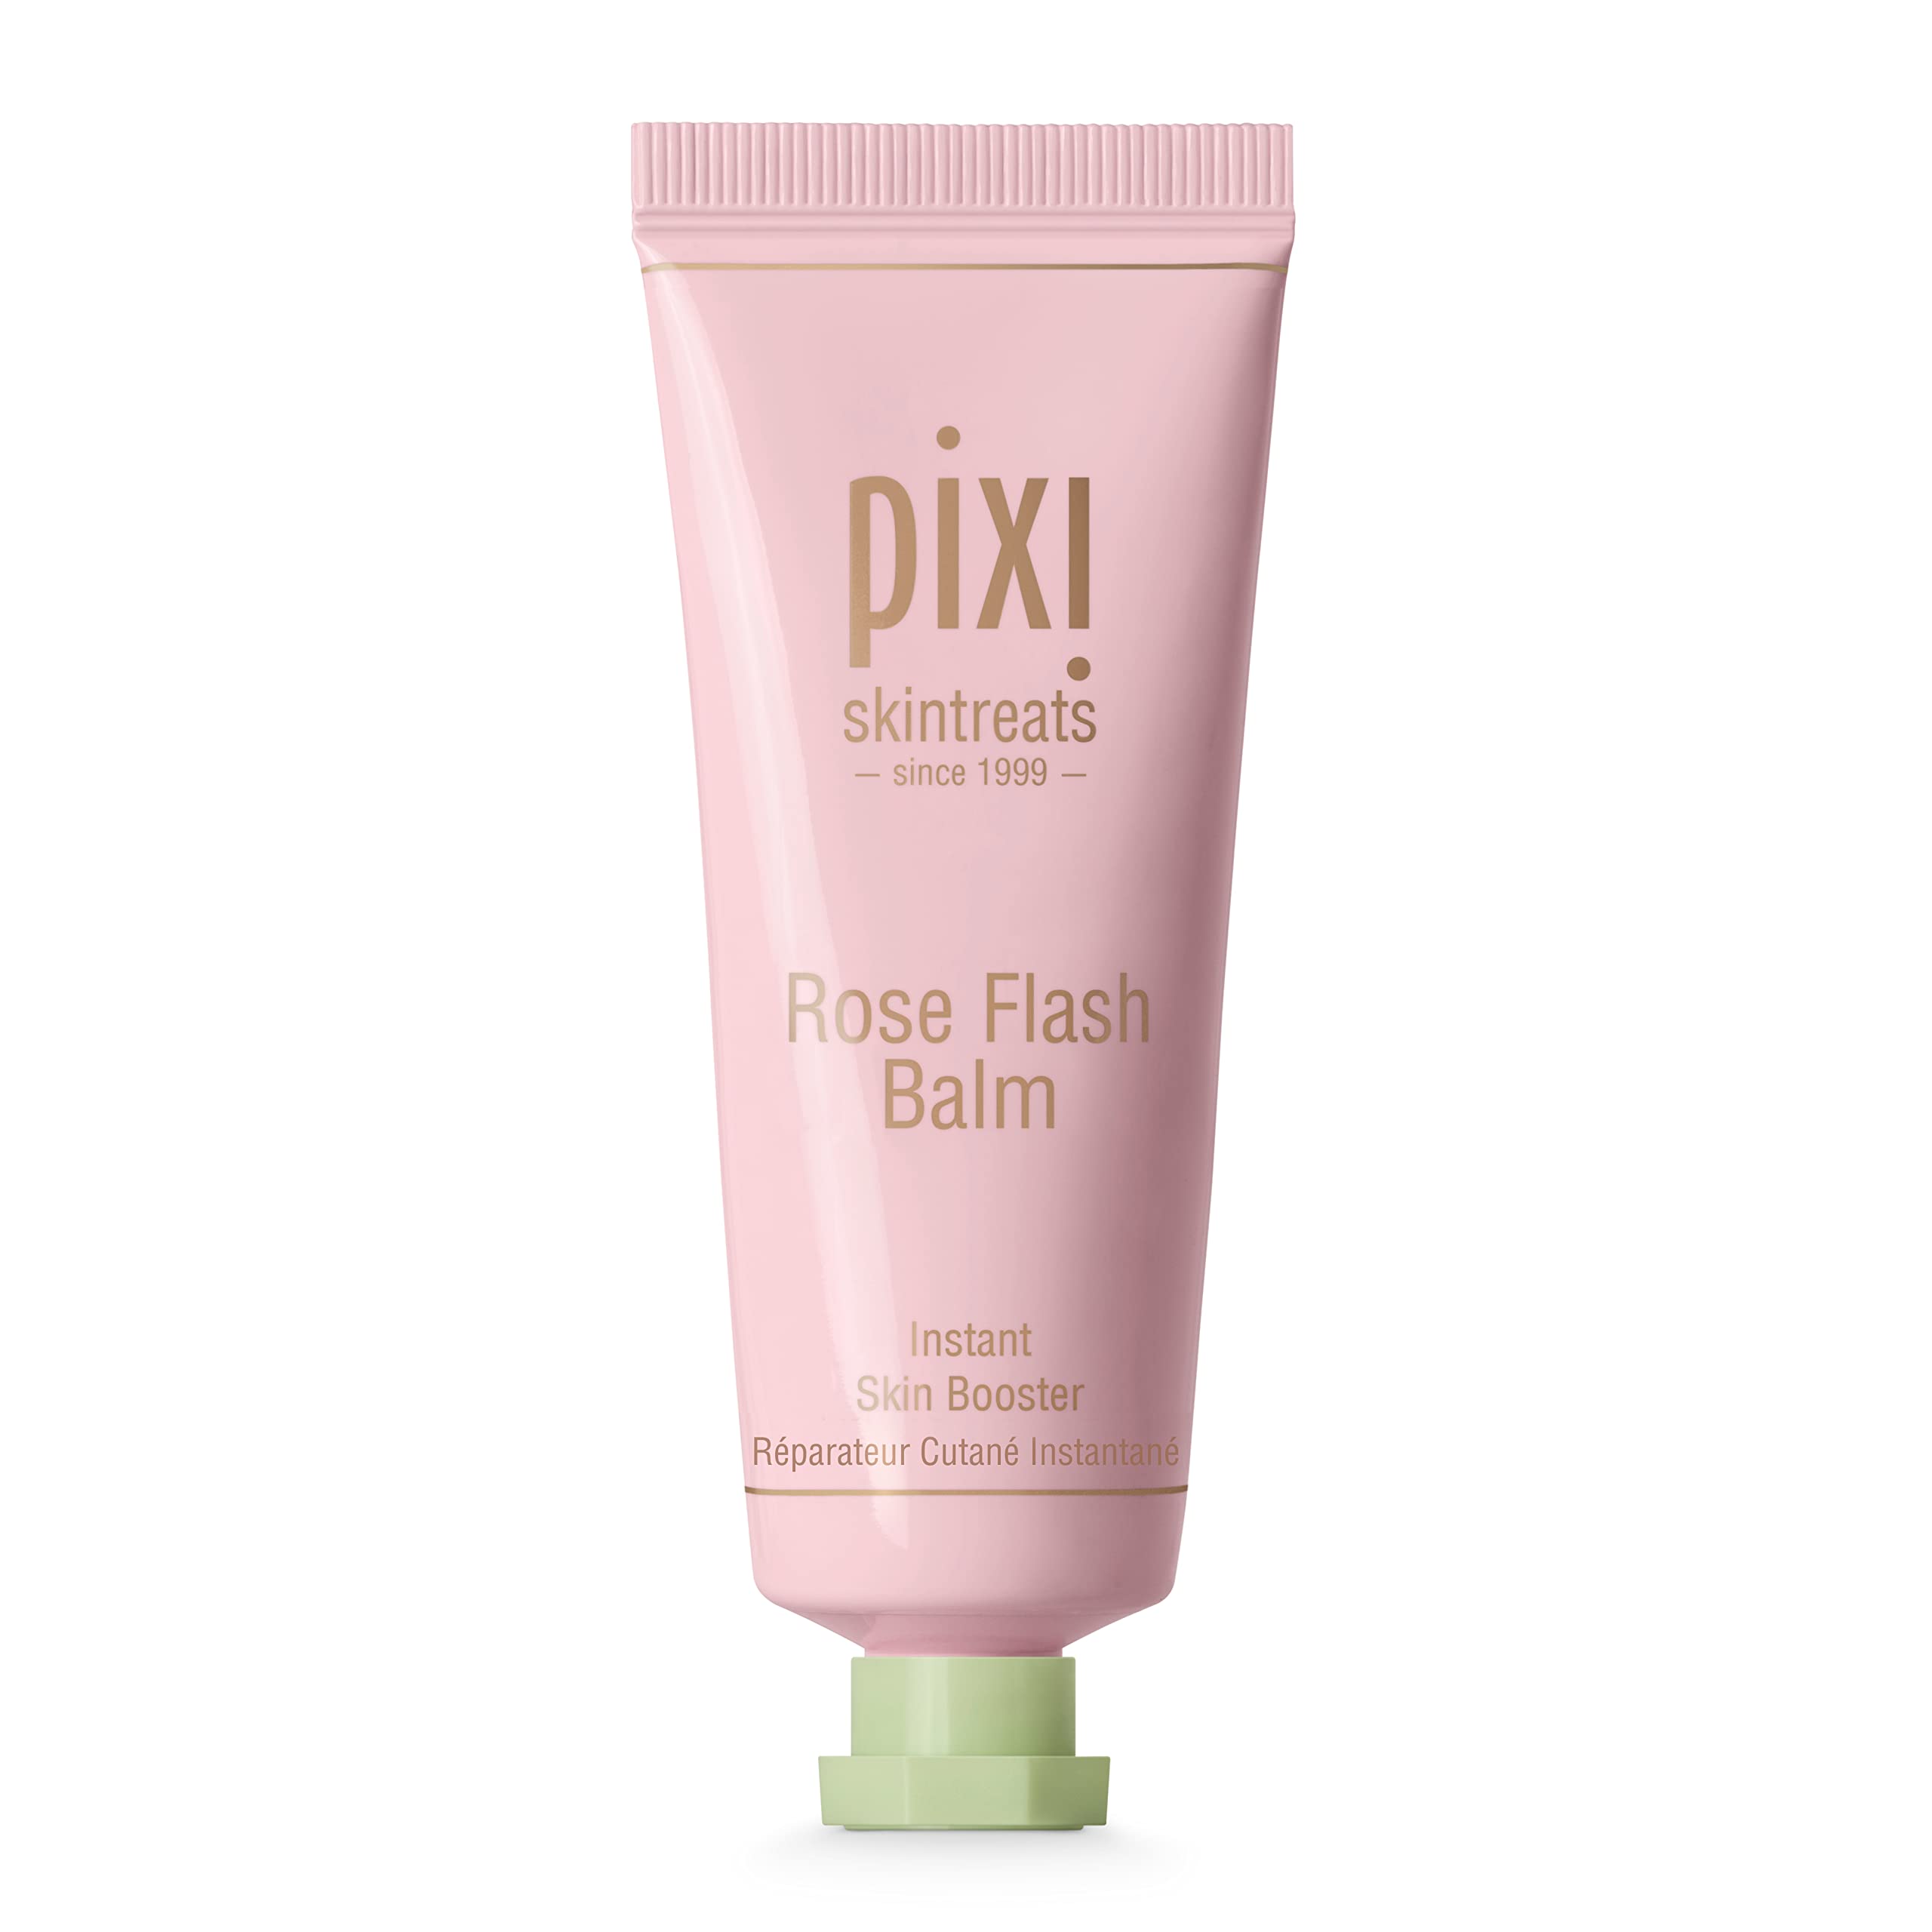 pixi
skintreats
– since 1999 –
Rose Flash
Balm
Instant
Skin Booster
Réparateur Cutané Instantané